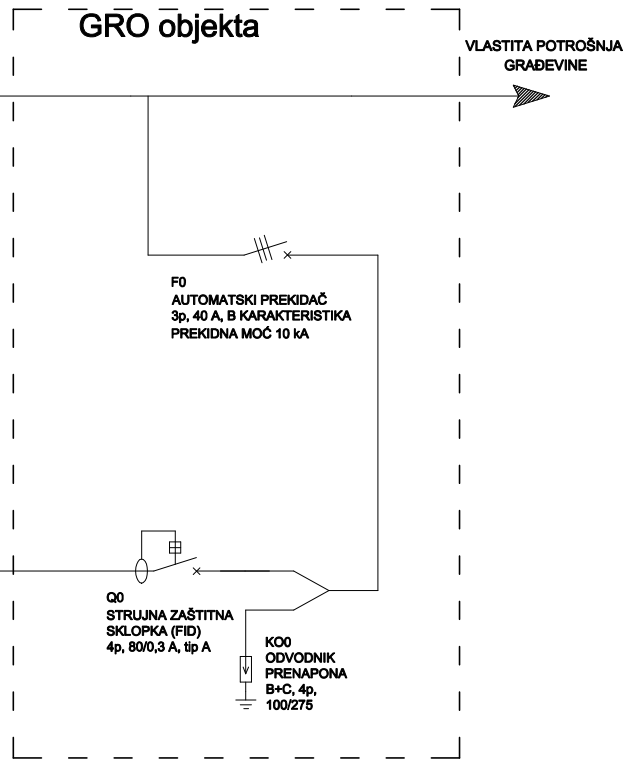 GRO objekta
VLASTITA POTROŠNJA
GRAĐEVINE
F0
AUTOMATSKI PREKIDAČ
3p, 40 A, B KARAKTERISTIKA
PREKIDNA MOĆ 10 kA
Q0
STRUJNA ZAŠTITNA
SKLOPKA (FID)
4p, 80/0,3 A, tip A
KO0
ODVODNIK
PRENAPONA
B+C, 4p,
100/275